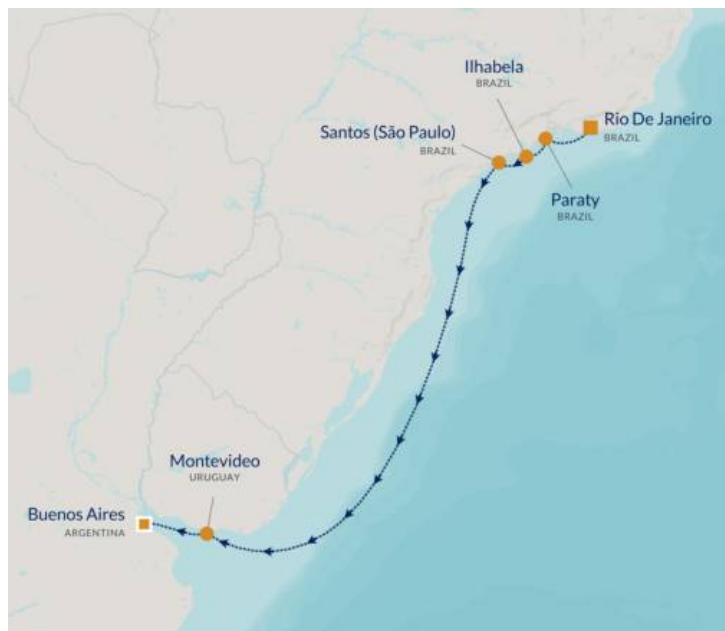 Ilhabela
BRAZIL
Rio De Janeiro
BRAZIL
Santos (São Paulo)
BRAZIL
Paraty
BRAZIL
Montevideo
URUGUAY
Buenos Aires
ARGENTINA